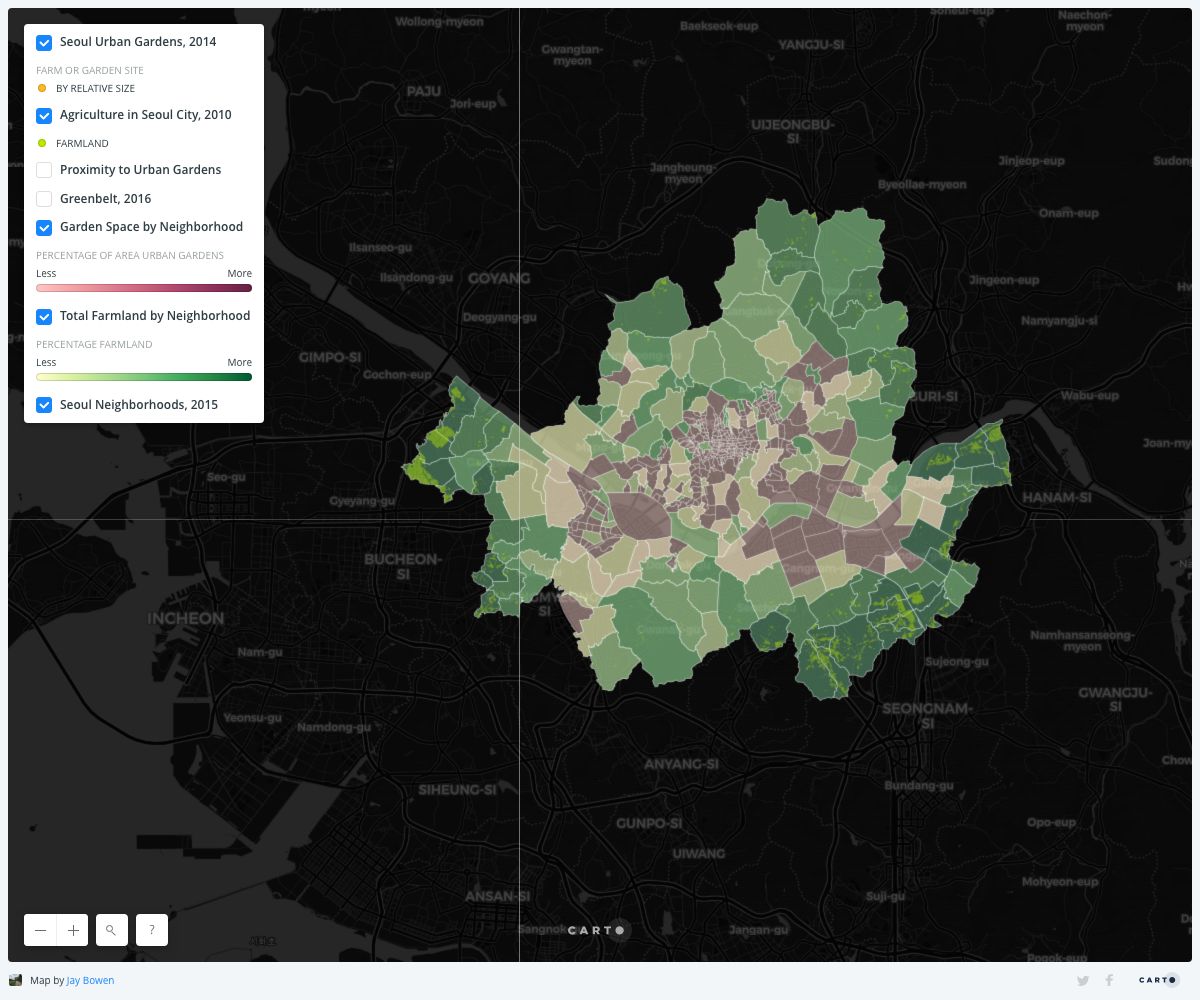 Seoul Urban Gardens, 2014
FARM OR GARDEN SITE
BY RELATIVE SIZE
Agriculture in Seoul City, 2010
FARMLAND
Proximity to Urban Gardens
Greenbelt, 2016
Garden Space by Neighborhood
PERCENTAGE OF AREA URBAN GARDENS
Less More
Total Farmland by Neighborhood
PERCENTAGE FARMLAND
Less More
Seoul Neighborhoods, 2015
Wollong-myeon
Baekseok-eup
Naechon-
myeon
Gwangtan-
myeon
YANGJU-SI
PAJU
Jori-eup
UIJEONGBU-
SI
Jangheung-
myeon
Jinjeop-eup
Byeollae-myeon
Onam-eup
Ilsanseo-gu
Ilsandong-gu
GOYANG
Jingeon-eup
Deogyang-gu
Namyangju-si
GIMPO-SI
Gochon-eup
GURI-SI
Wabu-eup
Seo-gu
Gyeyang-gu
HANAM-SI
BUCHEON-
SI
INCHEON
Namhansanseong-
myeon
Nam-gu
Sujeong-gu
GWANGJU-
SI
Yeonsu-gu
Namdong-gu
SEONGNAM-
SI
ANYANG-SI
SIHEUNG-SI
Bundang-gu
GUNPO-SI
Opo-eup
UIWANG
Mohyeon-eup
ANSAN-SI
Suji-gu
CARTO
Jangan-gu
Pogok-eup
?
Map by Jay Bowen
CARTO